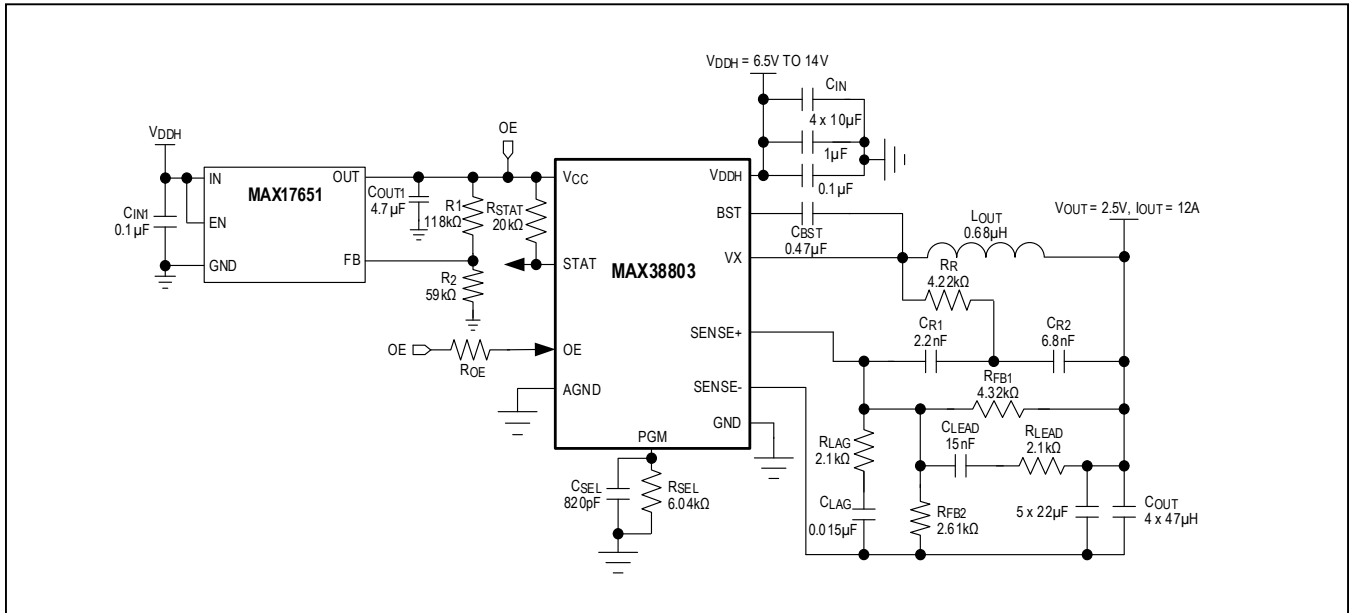 VDDH = 6.5V TO 14V
CIN
4 x 10µF
1µF
0.1µF
VDDH
IN
EN
GND
MAX17651
OUT
FB
CIN1
0.1µF
COUT1
4.7µF
R1
118kΩ
R2
59kΩ
OE
RSTAT
20kΩ
OE
ROE
VCC
STAT
OE
AGND
PGM
MAX38803
VDDH
BST
VX
SENSE+
SENSE-
GND
CSEL
820pF
RSEL
6.04kΩ
CBST
0.47µF
VOUT = 2.5V, IOUT = 12A
LOUT
0.68µH
RR
4.22kΩ
CR1
2.2nF
CR2
6.8nF
RFB1
4.32kΩ
CLEAD
15nF
RLEAD
2.1kΩ
RLAG
2.1kΩ
CLAG
0.015µF
RFB2
2.61kΩ
5 x 22µF
COUT
4 x 47µH